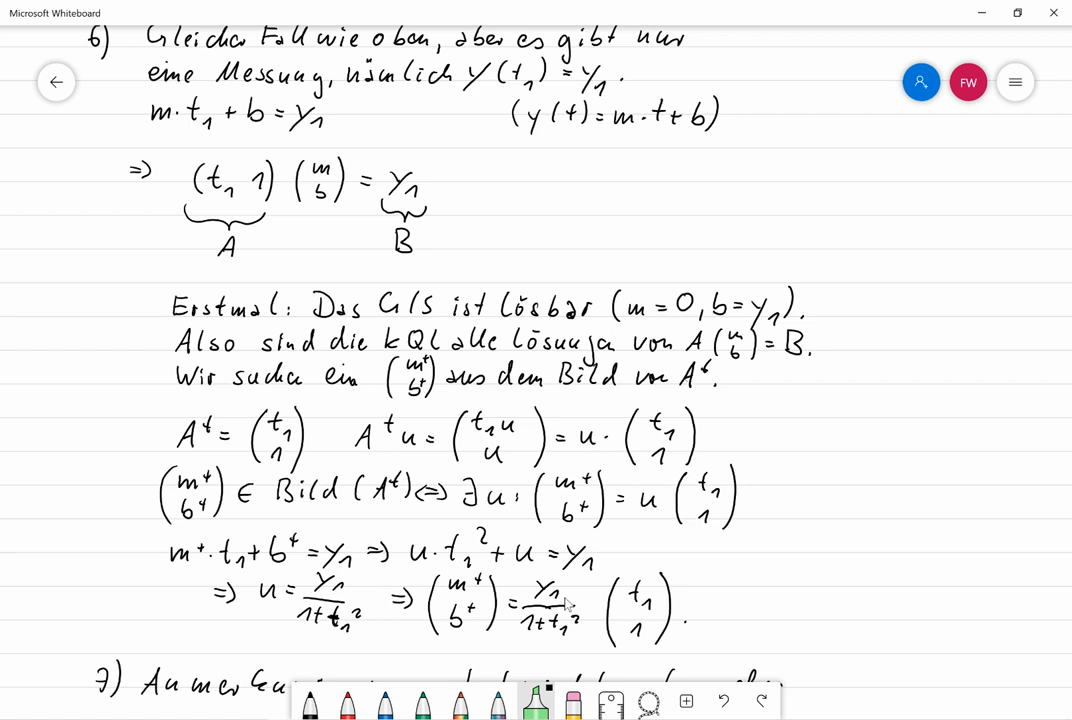 Microsoft Whiteboard
6) Gleicher Fall wie oben, aber es gibt nur
eine Messung, nämlich y(t₁) = y₁.
FW
m·t₁ + b = y₁ (y(t) = m·t + b)
=> (t₁ 1) (m b) = y₁
A B
Erstmal: Das GlS ist lösbar (m = 0, b = y₁).
Also sind die kQL alle Lösungen von A (m b) = B.
Wir suchen ein (m⁺ b⁺) aus dem Bild von Aᵗ.
Aᵗ = (t₁ 1) Aᵗu = (t₁u u) = u · (t₁ 1)
(m⁺ b⁺) ∈ Bild (Aᵗ) <=> ∃ u : (m⁺ b⁺) = u (t₁ 1)
m⁺·t₁ + b⁺ = y₁ => u·t₁² + u = y₁
=> u = y₁/(1+t₁²) => (m⁺ b⁺) = y₁/(1+t₁²) (t₁ 1).
7)